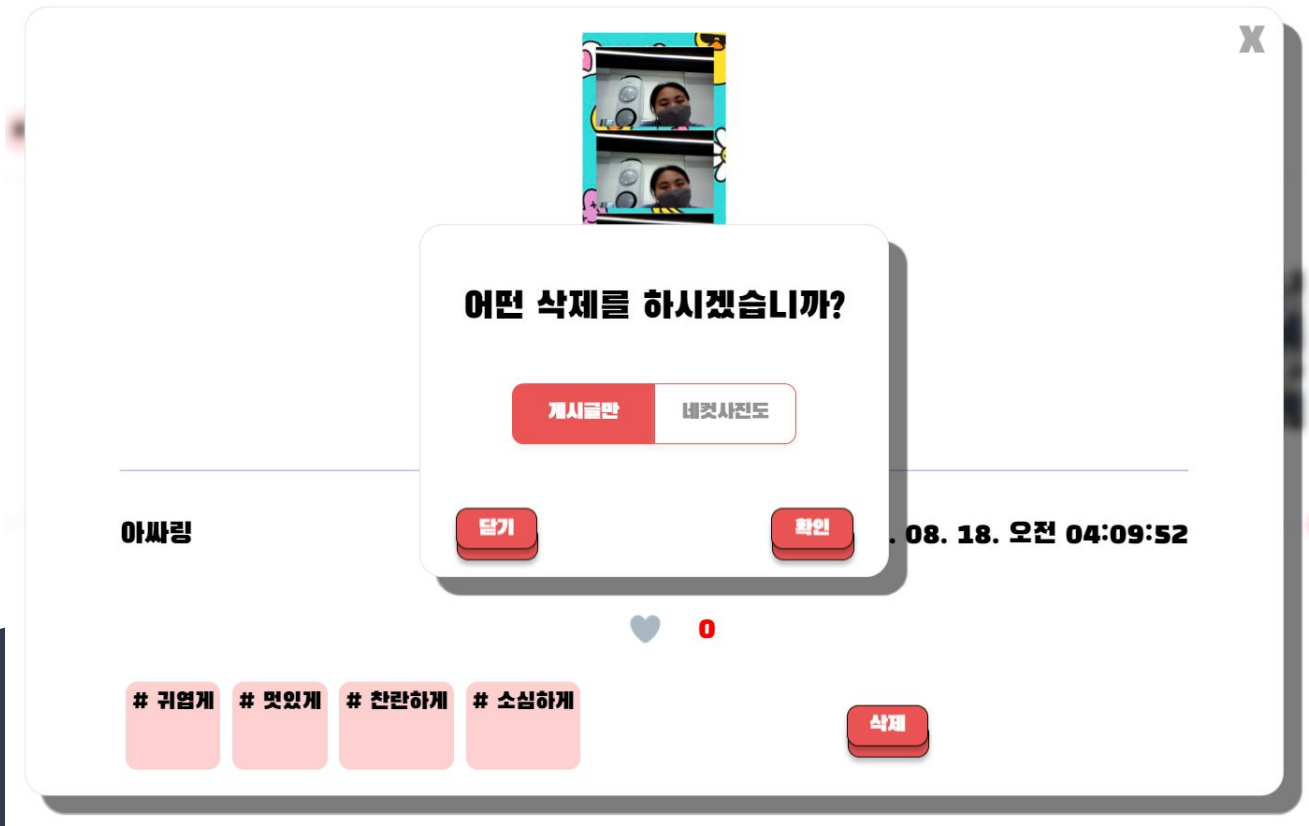 X
어떤 삭제를 하시겠습니까?
게시글만 네컷사진도
닫기 확인
아싸링 . 08. 18. 오전 04:09:52
0
# 귀엽게 # 멋있게 # 찬란하게 # 소심하게
삭제